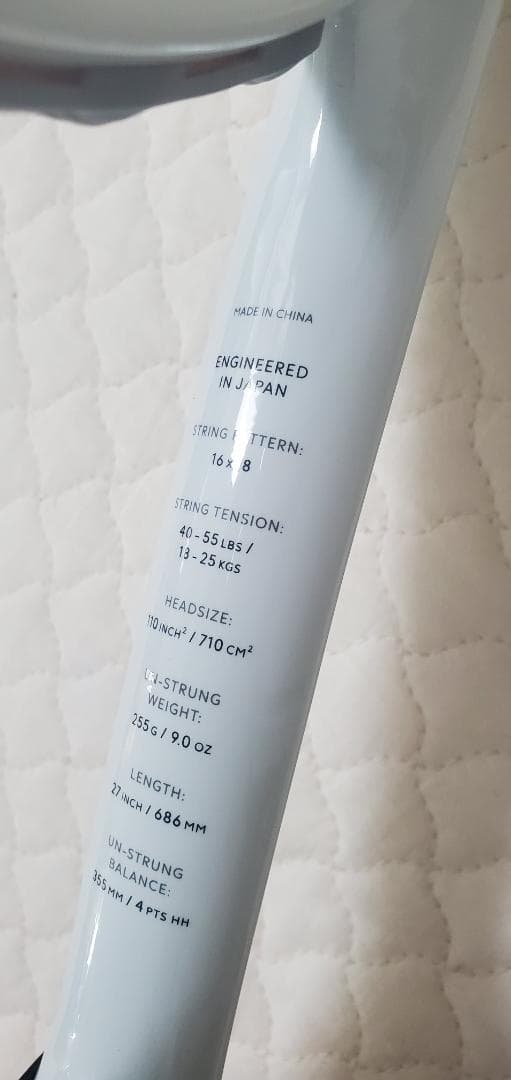 MADE IN CHINA
ENGINEERED
IN JAPAN
STRING PATTERN:
16 x 18
STRING TENSION:
40 - 55 LBS /
18 - 25 KGS
HEADSIZE:
110 INCH² / 710 CM²
UN-STRUNG
WEIGHT:
255G / 9.0 OZ
LENGTH:
27 INCH / 686 MM
UN-STRUNG
BALANCE:
355 MM / 4 PTS HH